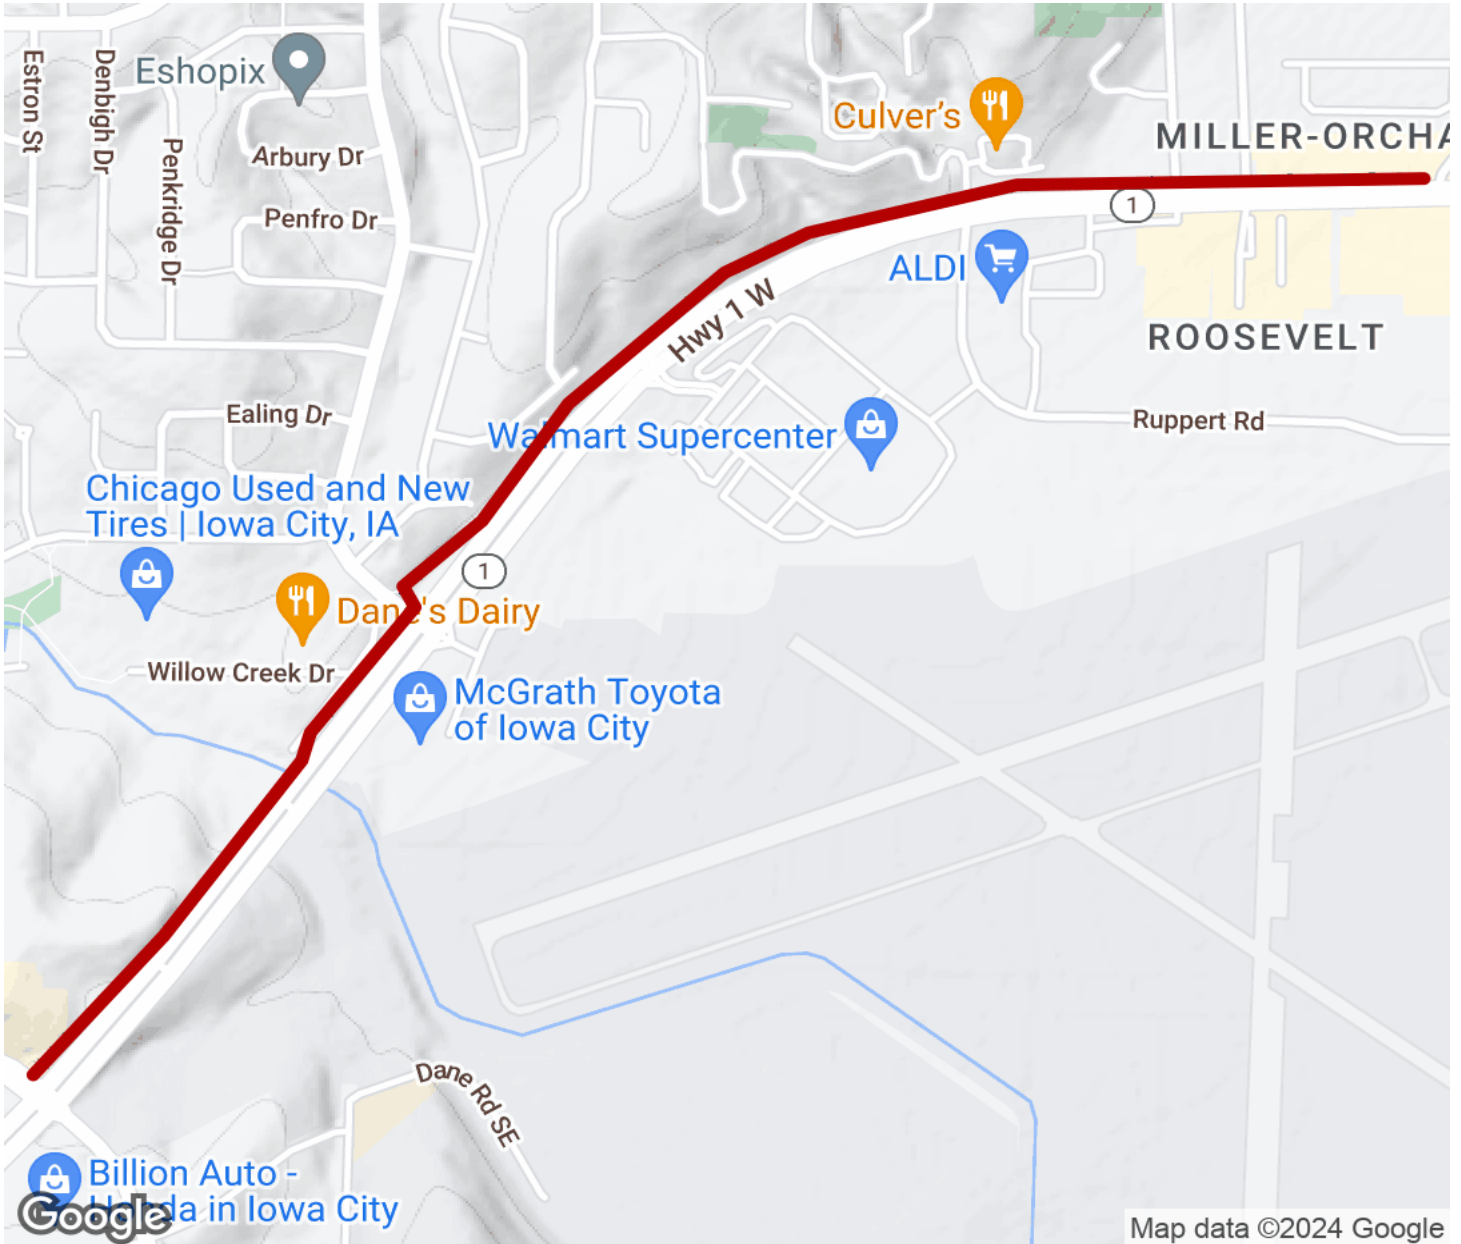 Estron St
Denbigh Dr
Penkridge Dr
Eshopix
Arbury Dr
Penfro Dr
Culver's
MILLER-ORCHA
1
ALDI
Hwy 1 W
ROOSEVELT
Ealing Dr
Walmart Supercenter
Ruppert Rd
Chicago Used and New
Tires | Iowa City, IA
1
Dane's Dairy
Willow Creek Dr
McGrath Toyota
of Iowa City
Dane Rd SE
Billion Auto -
Honda in Iowa City
Google
Map data ©2024 Google